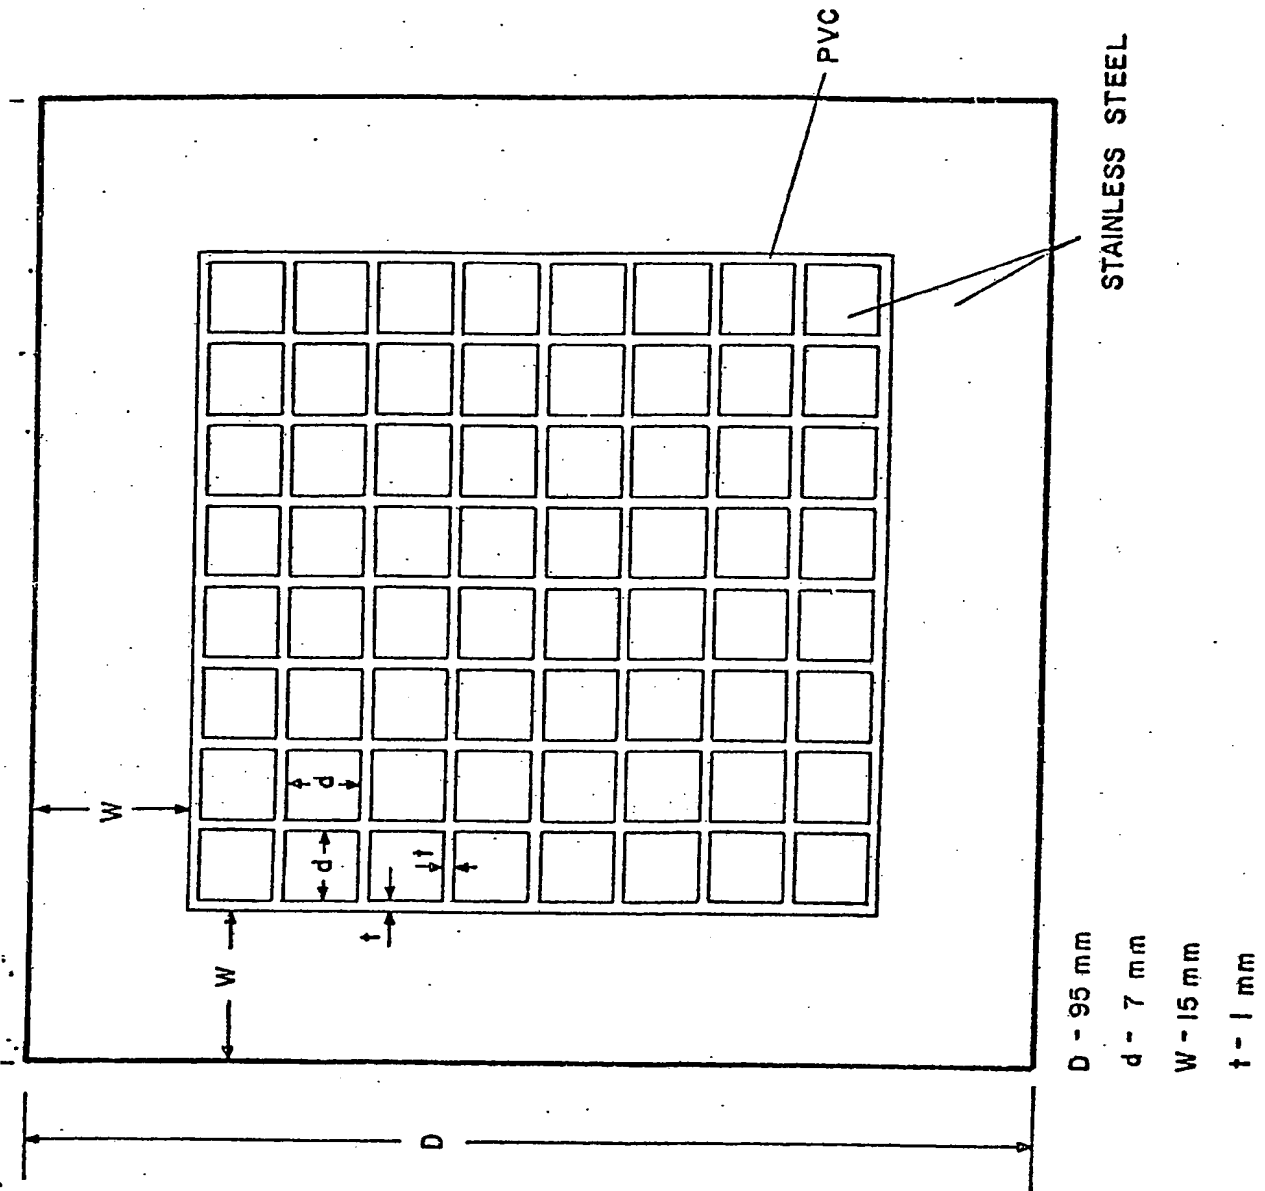 PVC
STAINLESS STEEL
W
W
d
d
t
t
D
D - 95 mm
d - 7 mm
W - 15 mm
t - 1 mm